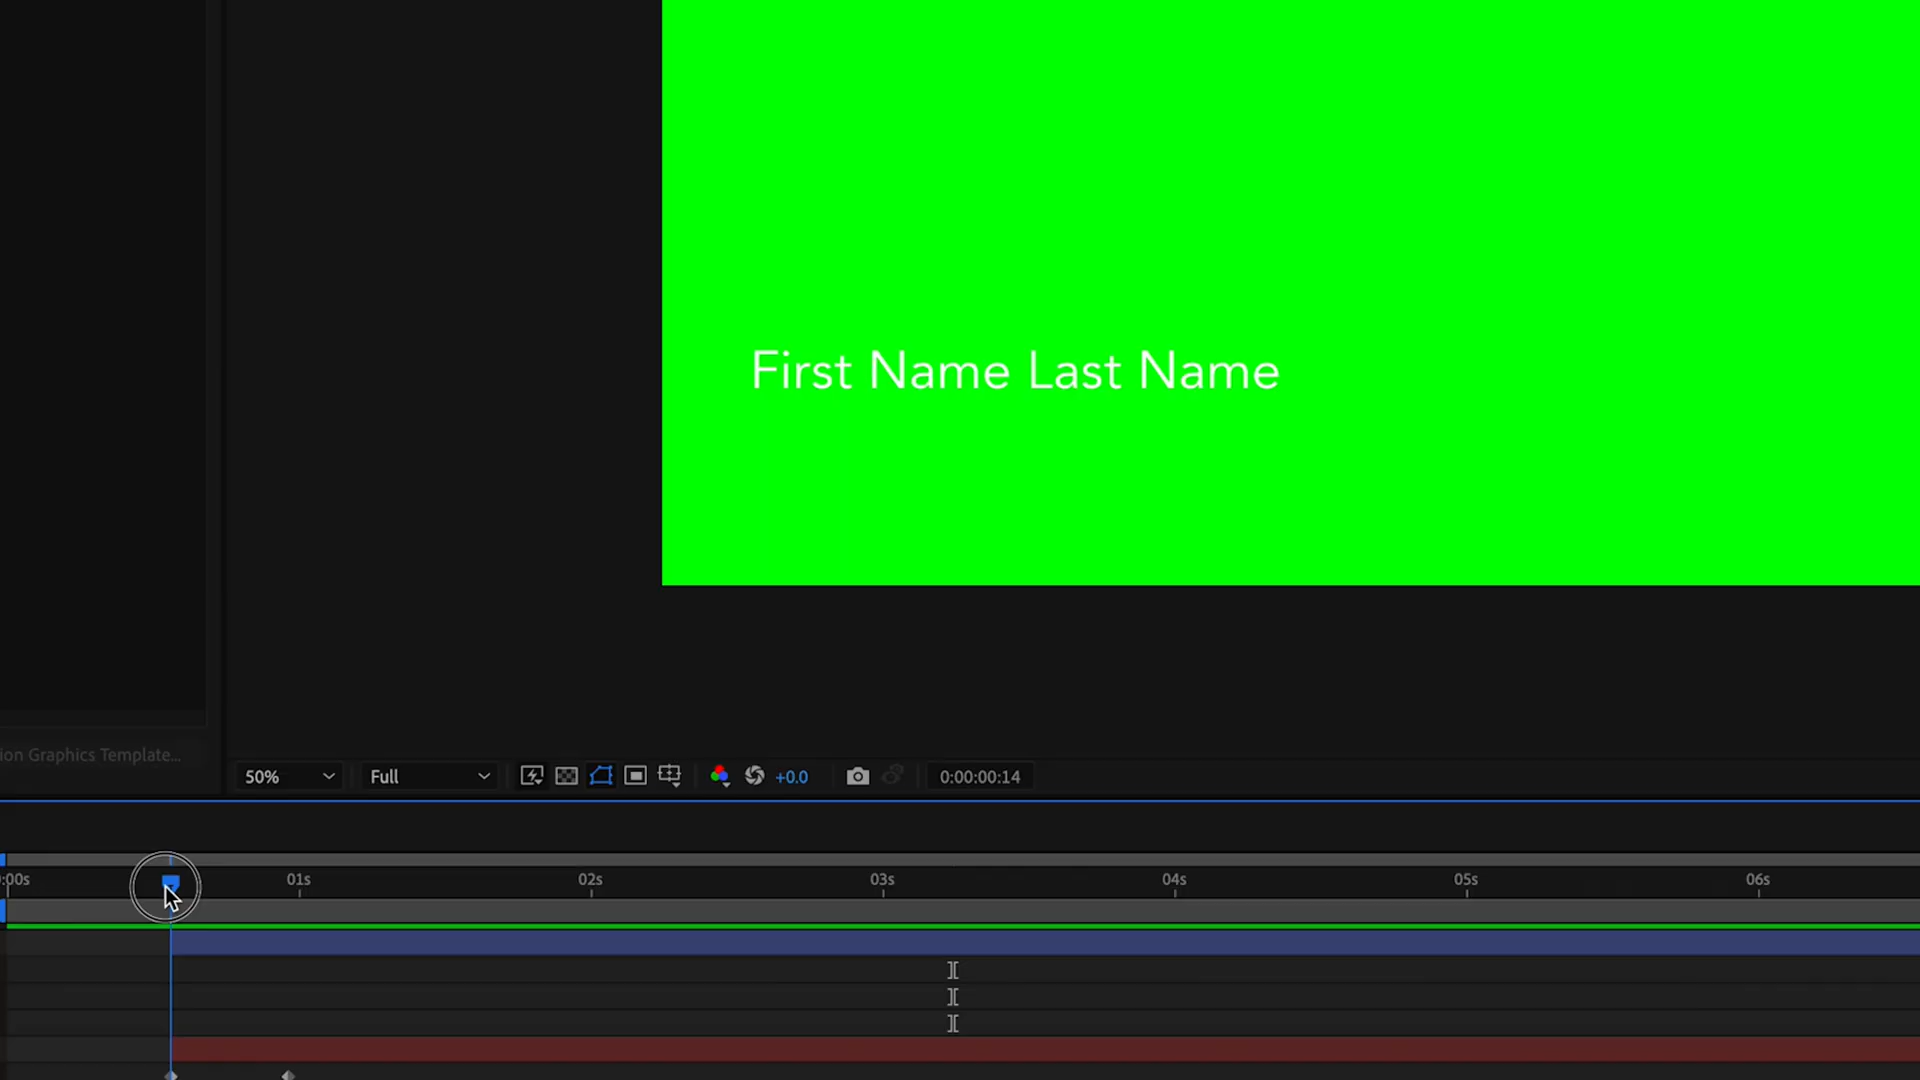 First Name Last Name
ion Graphics Template...
50% Full +0.0 0:00:00:14
:00s 01s 02s 03s 04s 05s 06s